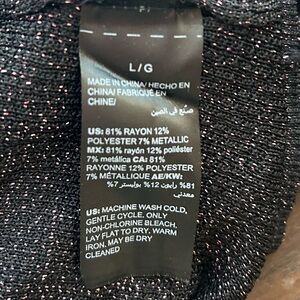 L/G
MADE IN CHINA/ HECHO EN
CHINA/ FABRIQUÉ EN
CHINE/
صنع في الصين
US: 81% RAYON 12%
POLYESTER 7% METALLIC
MX: 81% rayón 12% poliéster
7% metálica CA: 81%
RAYONNE 12% POLYESTER
7% MÉTALLIQUE AE/KW:
81% رايون 12% بوليستر 7%
معدني
US: MACHINE WASH COLD,
GENTLE CYCLE. ONLY
NON-CHLORINE BLEACH.
LAY FLAT TO DRY. WARM
IRON. MAY BE DRY
CLEANED